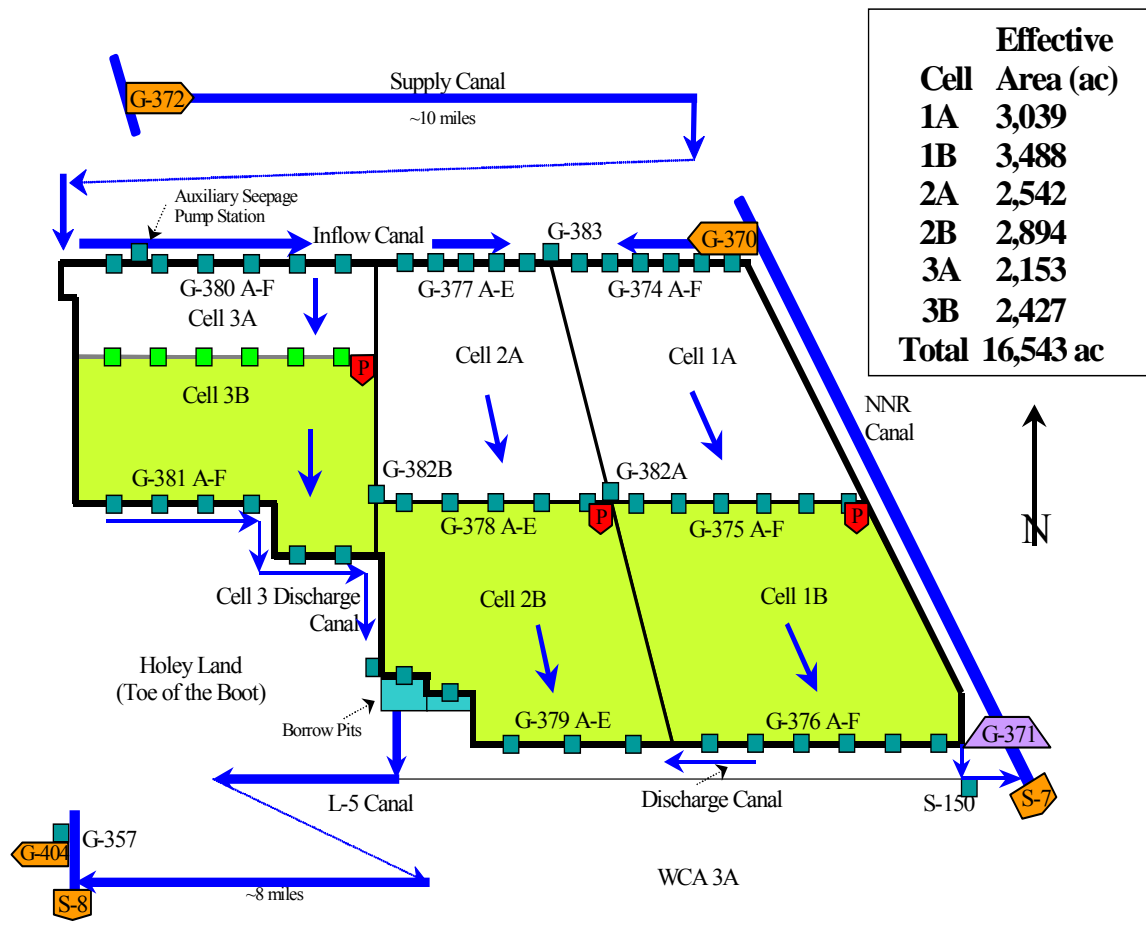 Effective
Cell Area (ac)
1A 3,039
1B 3,488
2A 2,542
2B 2,894
3A 2,153
3B 2,427
Total 16,543 ac
Supply Canal
G-372
~10 miles
Auxiliary Seepage
Pump Station
Inflow Canal
G-383
G-370
G-380 A-F
G-377 A-E
G-374 A-F
Cell 3A
Cell 2A
Cell 1A
P
Cell 3B
NNR
Canal
G-382B
G-382A
G-381 A-F
G-378 A-E
P
G-375 A-F
P
N
Cell 3 Discharge
Canal
Cell 2B
Cell 1B
Holey Land
(Toe of the Boot)
Borrow Pits
G-379 A-E
G-376 A-F
G-371
L-5 Canal
Discharge Canal
S-150
S-7
G-357
G-404
S-8
~8 miles
WCA 3A